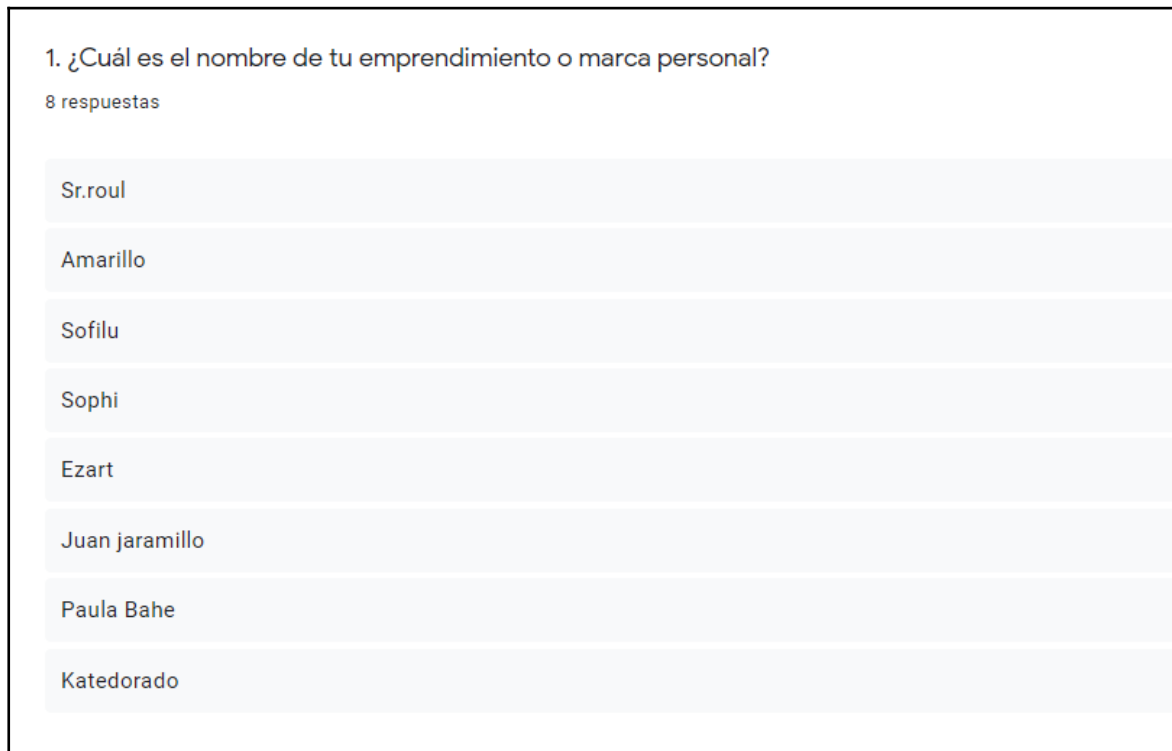 1. ¿Cuál es el nombre de tu emprendimiento o marca personal?
8 respuestas
Sr.roul
Amarillo
Sofilu
Sophi
Ezart
Juan jaramillo
Paula Bahe
Katedorado